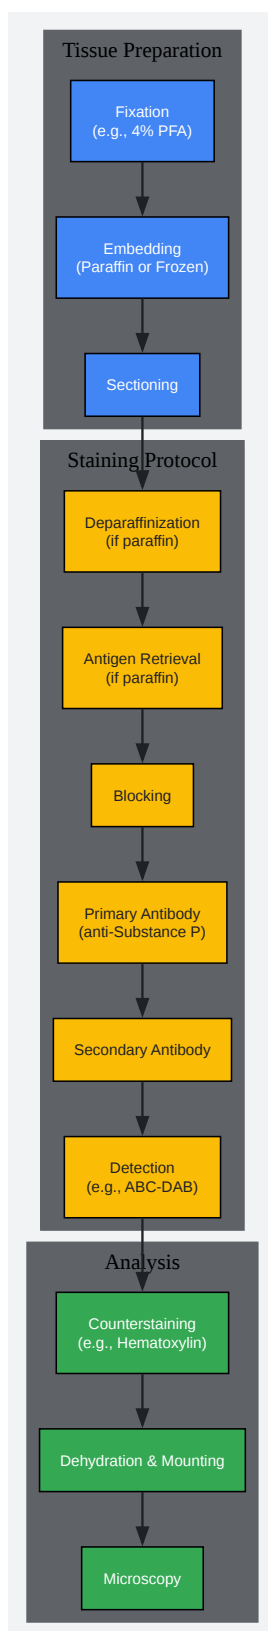 Tissue Preparation
Fixation
(e.g., 4% PFA)
Embedding
(Paraffin or Frozen)
Sectioning
Staining Protocol
Deparaffinization
(if paraffin)
Antigen Retrieval
(if paraffin)
Blocking
Primary Antibody
(anti-Substance P)
Secondary Antibody
Detection
(e.g., ABC-DAB)
Analysis
Counterstaining
(e.g., Hematoxylin)
Dehydration & Mounting
Microscopy